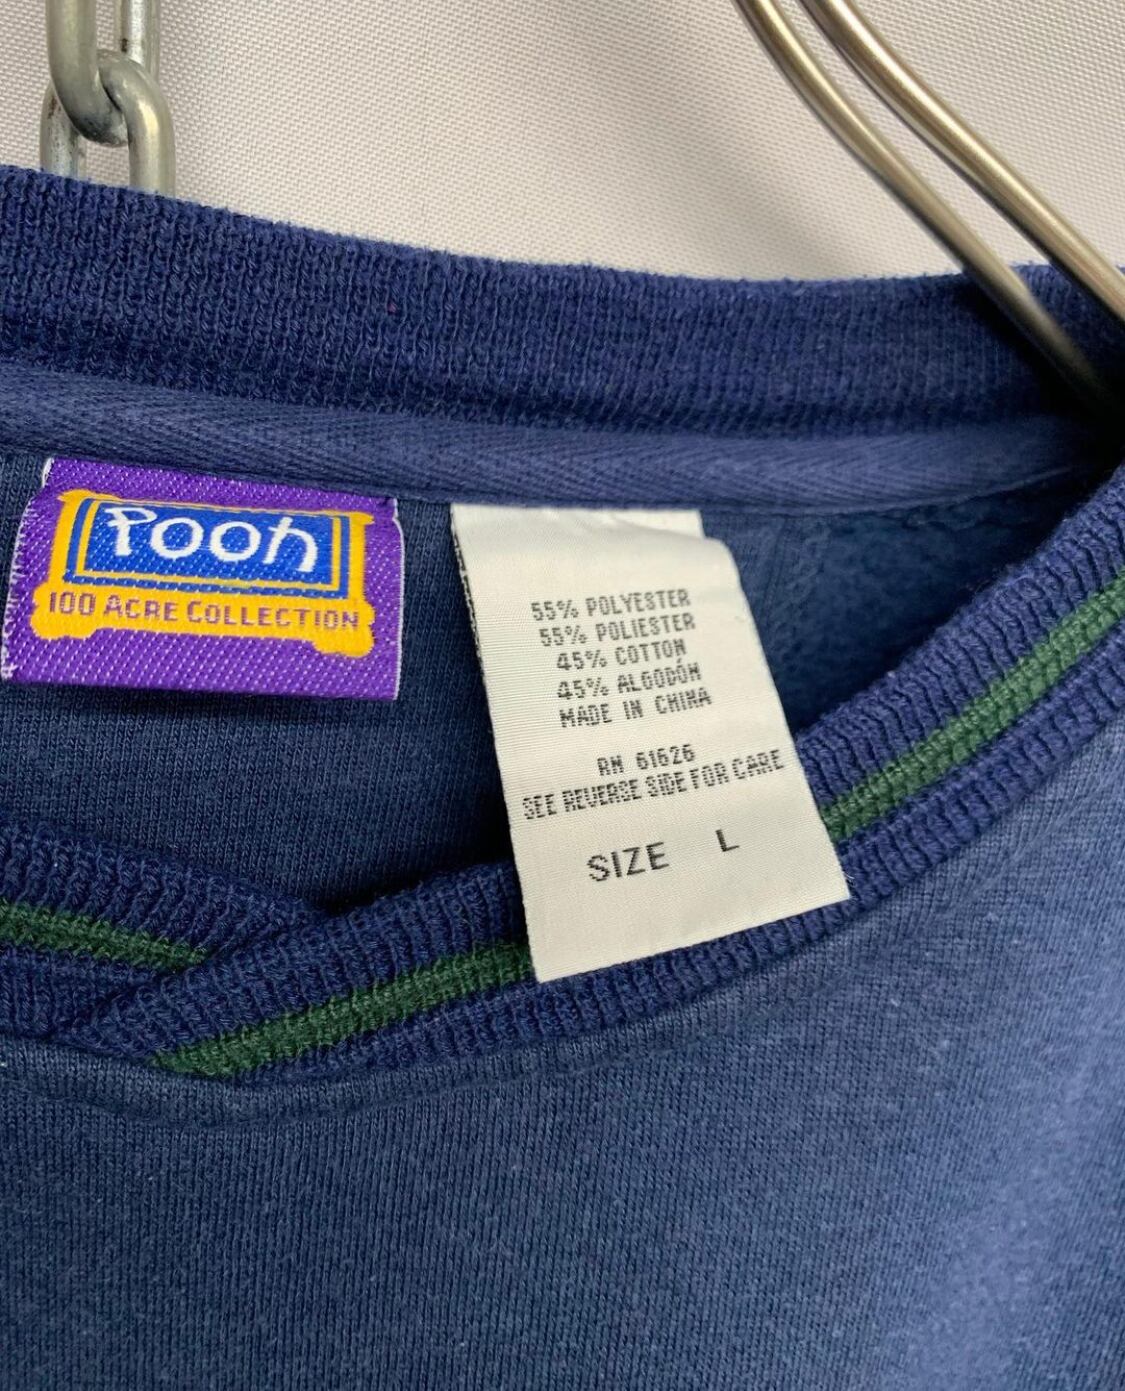 Pooh
100 ACRE COLLECTION
55% POLYESTER
55% POLIESTER
45% COTTON
45% ALGODÓN
MADE IN CHINA
RN 61626
SEE REVERSE SIDE FOR CARE
SIZE L